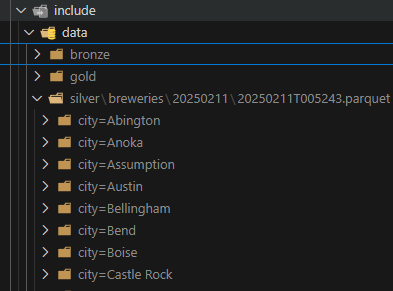 include
data
bronze
gold
silver\breweries\20250211\20250211T005243.parquet
city=Abington
city=Anoka
city=Assumption
city=Austin
city=Bellingham
city=Bend
city=Boise
city=Castle Rock